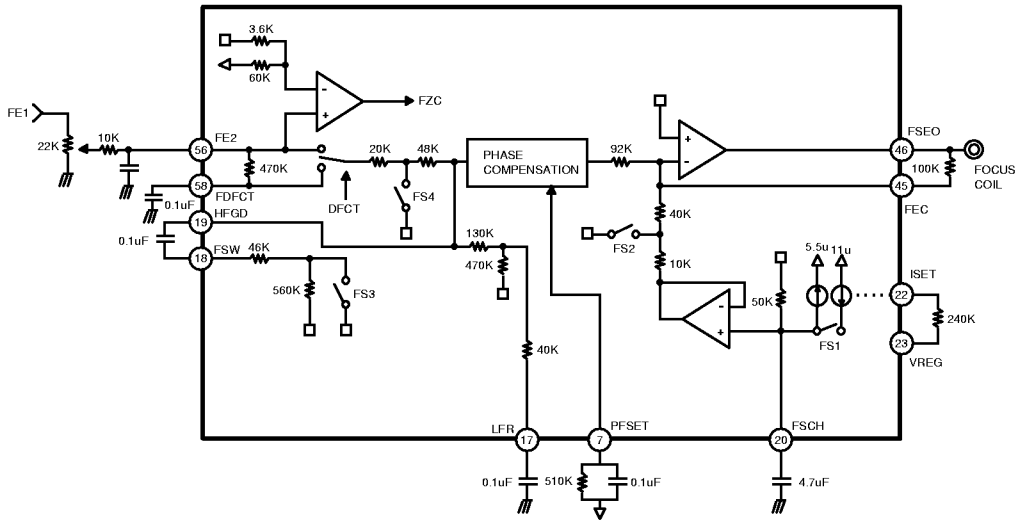 3.6K
60K
FZC
FE1
22K
10K
56
FE2
470K
58
FDFCT
0.1uF
DFCT
20K
48K
FS4
PHASE
COMPENSATION
92K
46
FSEO
100K
FOCUS
COIL
45
FEC
19
HFGD
0.1uF
18
FSW
46K
560K
FS3
130K
470K
40K
FS2
10K
50K
5.5u
11u
FS1
ISET
22
240K
23
VREG
40K
LFR
17
7
PFSET
FSCH
20
0.1uF
510K
0.1uF
4.7uF